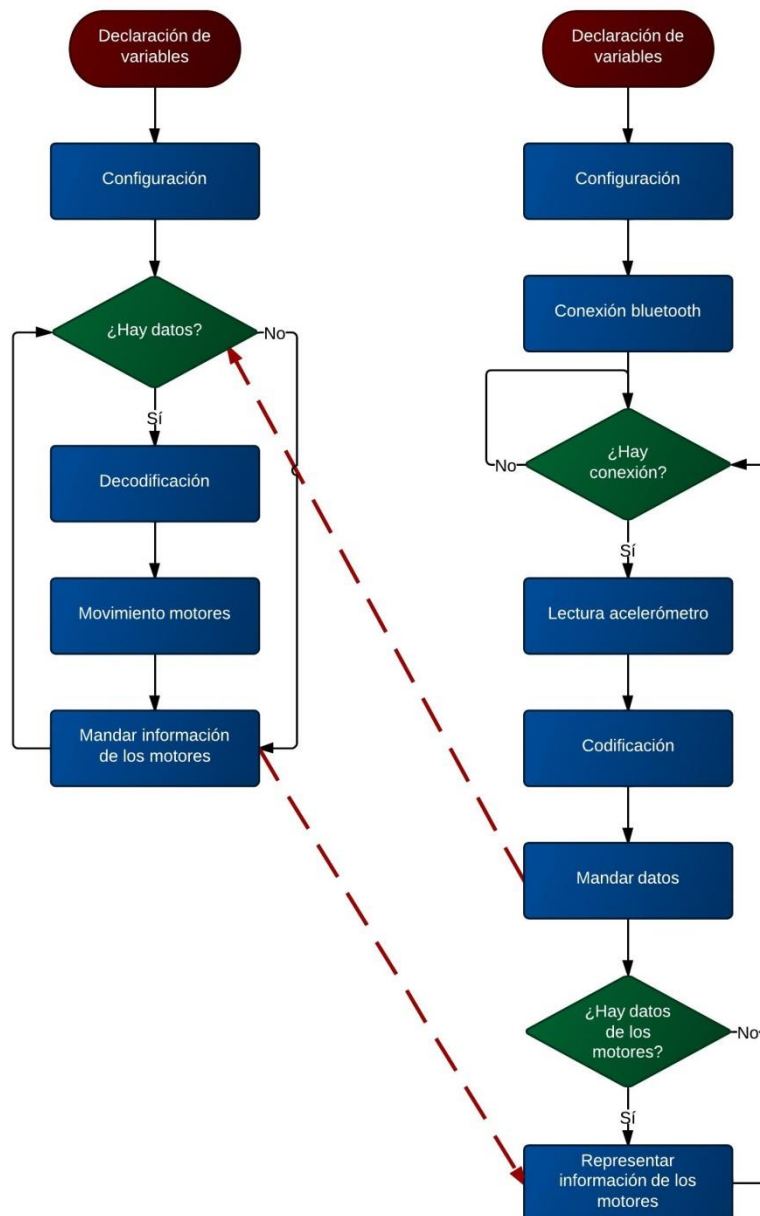 Declaración de
variables
Configuración
¿Hay datos?
No
Sí
Decodificación
Movimiento motores
Mandar información
de los motores
Declaración de
variables
Configuración
Conexión bluetooth
¿Hay
conexión?
No
Sí
Lectura acelerómetro
Codificación
Mandar datos
¿Hay datos
de los
motores?
No
Sí
Representar
información de los
motores